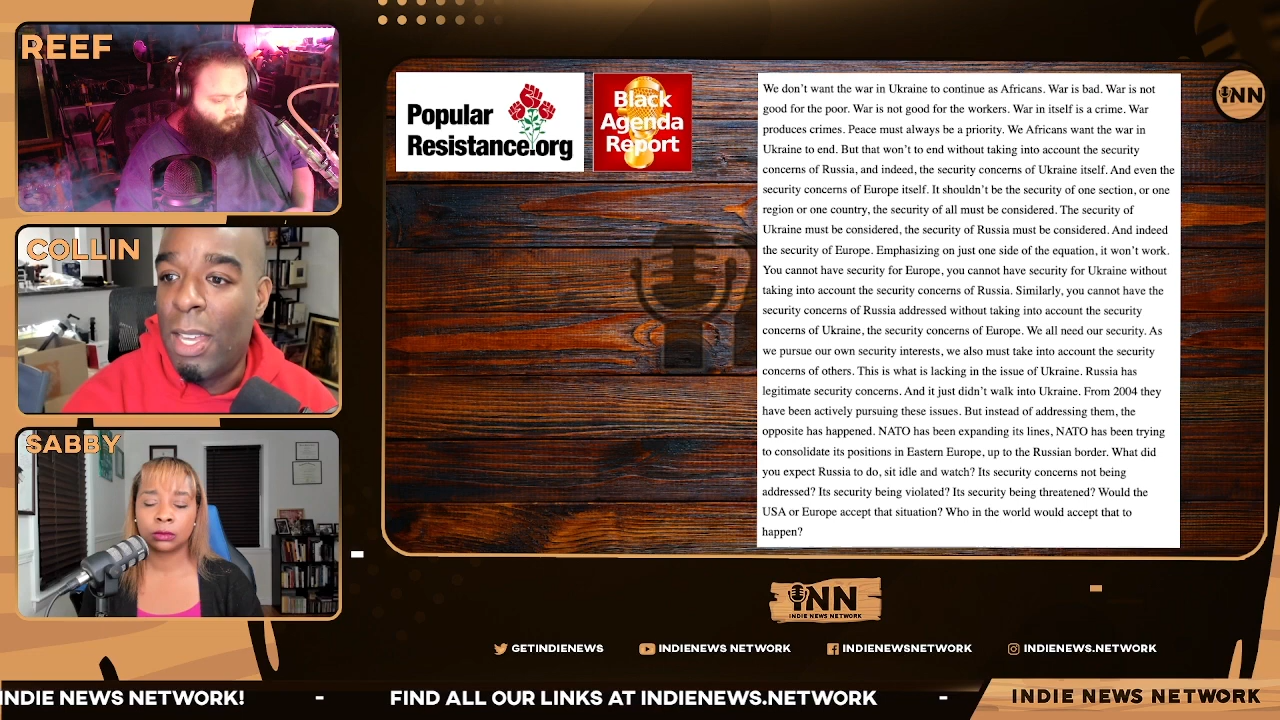 REEF
COLLIN
SABBY
Popular
Resistance.org
Black
Agenda
Report
We don't want the war in Ukraine to continue as Africans. War is bad. War is not
good for the poor. War is not good for the workers. War in itself is a crime. War
produces crimes. Peace must always be a priority. We Africans want the war in
Ukraine to end. But that won't to end without taking into account the security
concerns of Russia, and indeed, the security concerns of Ukraine itself. And even the
security concerns of Europe itself. It shouldn't be the security of one section, or one
region or one country, the security of all must be considered. The security of
Ukraine must be considered, the security of Russia must be considered. And indeed
the security of Europe. Emphasizing on just one side of the equation, it won't work.
You cannot have security for Europe, you cannot have security for Ukraine without
taking into account the security concerns of Russia. Similarly, you cannot have the
security concerns of Russia addressed without taking into account the security
concerns of Ukraine, the security concerns of Europe. We all need our security. As
we pursue our own security interests, we also must take into account the security
concerns of others. This is what is lacking in the issue of Ukraine. Russia has
legitimate security concerns. And it just didn't walk into Ukraine. From 2004 they
have been actively pursuing these issues. But instead of addressing them, the
opposite has happened. NATO has been expanding its lines, NATO has been trying
to consolidate its positions in Eastern Europe, up to the Russian border. What did
you expect Russia to do, sit idle and watch? Its security concerns not being
addressed? Its security being violated? Its security being threatened? Would the
USA or Europe accept that situation? Who in the world would accept that to
happen?
INN
INN
INDIE NEWS NETWORK
GETINDIENEWS
INDIENEWS NETWORK
INDIENEWSNETWORK
INDIENEWS.NETWORK
INDIE NEWS NETWORK! - FIND ALL OUR LINKS AT INDIENEWS.NETWORK -
INDIE NEWS NETWORK